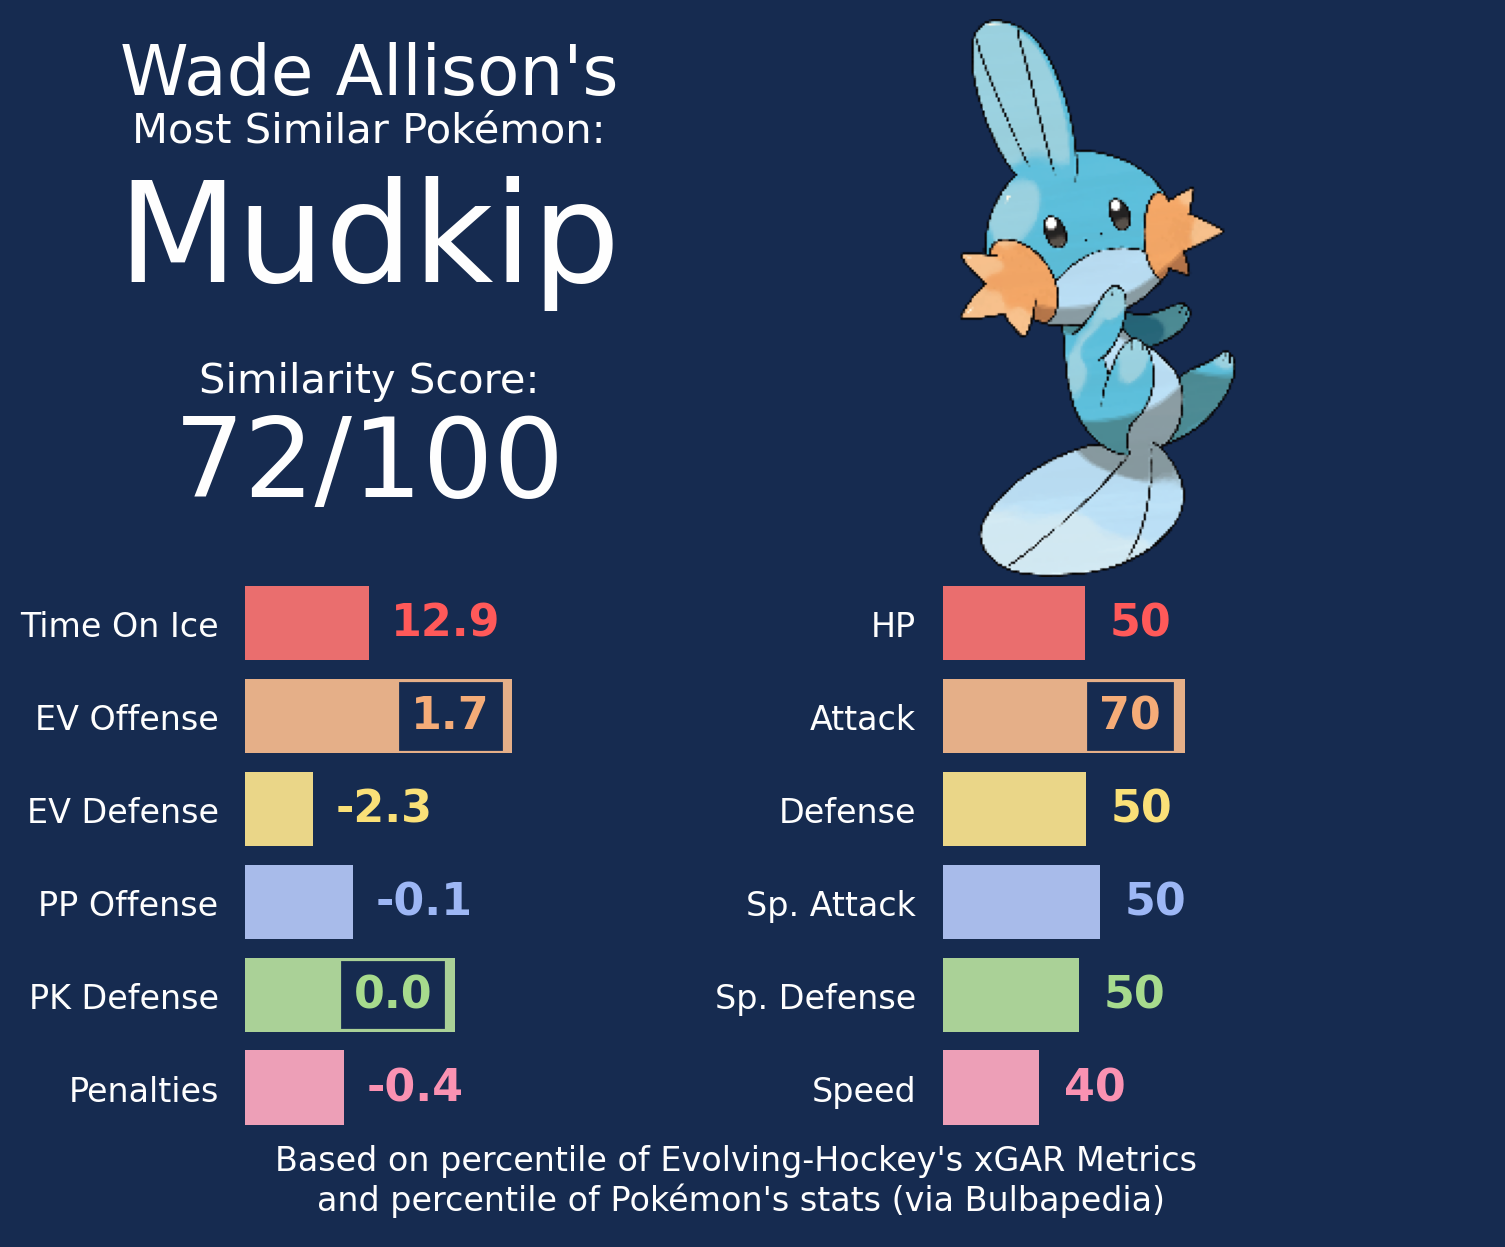 Wade Allison's
Most Similar Pokémon:
Mudkip
Similarity Score:
72/100
Time On Ice 12.9
EV Offense 1.7
EV Defense -2.3
PP Offense -0.1
PK Defense 0.0
Penalties -0.4
HP 50
Attack 70
Defense 50
Sp. Attack 50
Sp. Defense 50
Speed 40
Based on percentile of Evolving-Hockey's xGAR Metrics
and percentile of Pokémon's stats (via Bulbapedia)